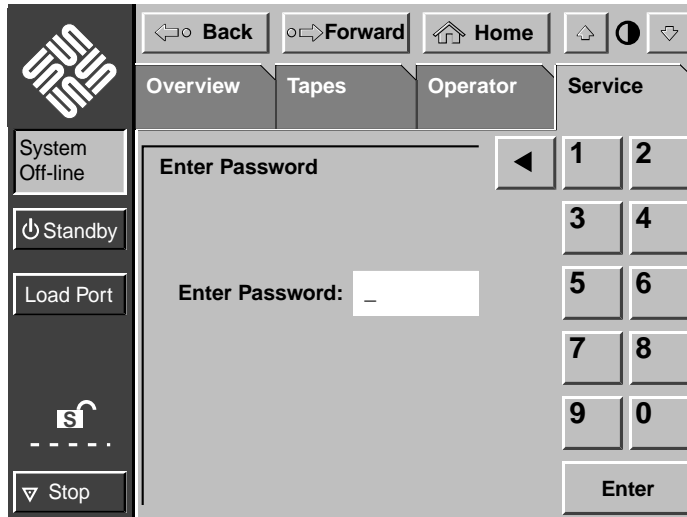 Back Forward Home
Overview Tapes Operator Service
System
Off-line
Standby
Load Port
S
Stop
Enter Password
Enter Password: _
1 2
3 4
5 6
7 8
9 0
Enter